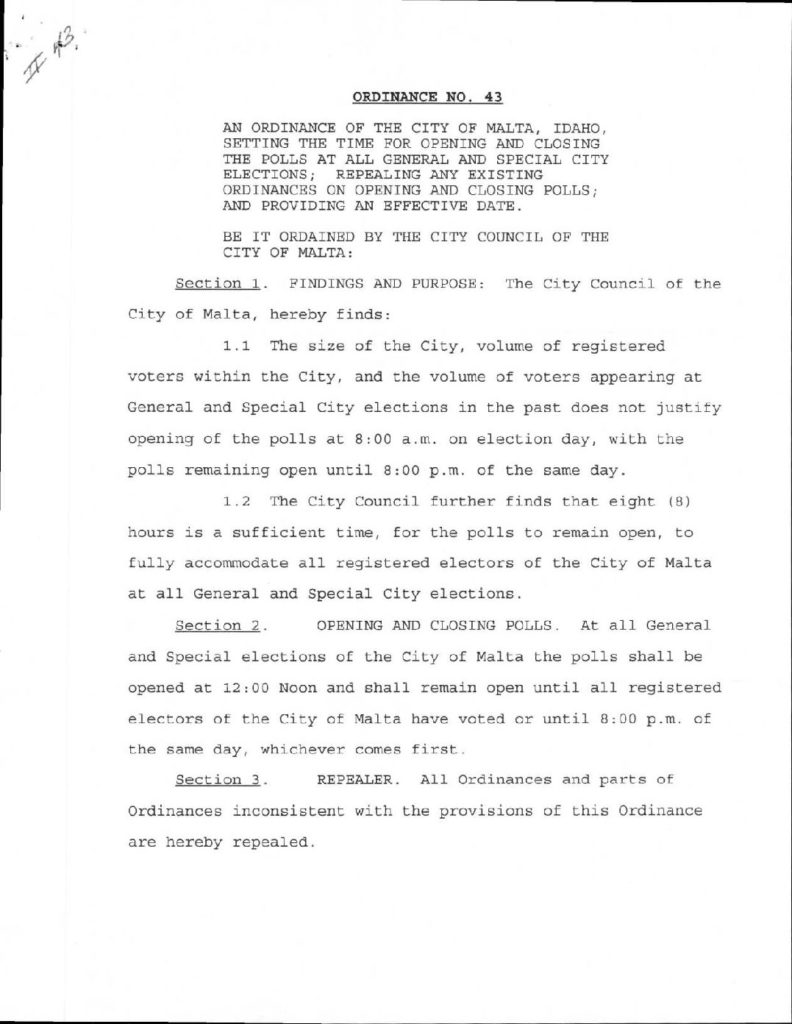 II 43
ORDINANCE NO. 43
AN ORDINANCE OF THE CITY OF MALTA, IDAHO,
SETTING THE TIME FOR OPENING AND CLOSING
THE POLLS AT ALL GENERAL AND SPECIAL CITY
ELECTIONS; REPEALING ANY EXISTING
ORDINANCES ON OPENING AND CLOSING POLLS;
AND PROVIDING AN EFFECTIVE DATE.
BE IT ORDAINED BY THE CITY COUNCIL OF THE
CITY OF MALTA:
Section 1. FINDINGS AND PURPOSE: The City Council of the
City of Malta, hereby finds:
1.1 The size of the City, volume of registered
voters within the City, and the volume of voters appearing at
General and Special City elections in the past does not justify
opening of the polls at 8:00 a.m. on election day, with the
polls remaining open until 8:00 p.m. of the same day.
1.2 The City Council further finds that eight (8)
hours is a sufficient time, for the polls to remain open, to
fully accommodate all registered electors of the City of Malta
at all General and Special City elections.
Section 2. OPENING AND CLOSING POLLS. At all General
and Special elections of the City of Malta the polls shall be
opened at 12:00 Noon and shall remain open until all registered
electors of the City of Malta have voted or until 8:00 p.m. of
the same day, whichever comes first.
Section 3. REPEALER. All Ordinances and parts of
Ordinances inconsistent with the provisions of this Ordinance
are hereby repealed.